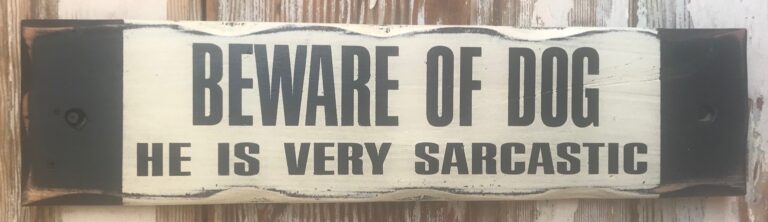 BEWARE OF DOG
HE IS VERY SARCASTIC